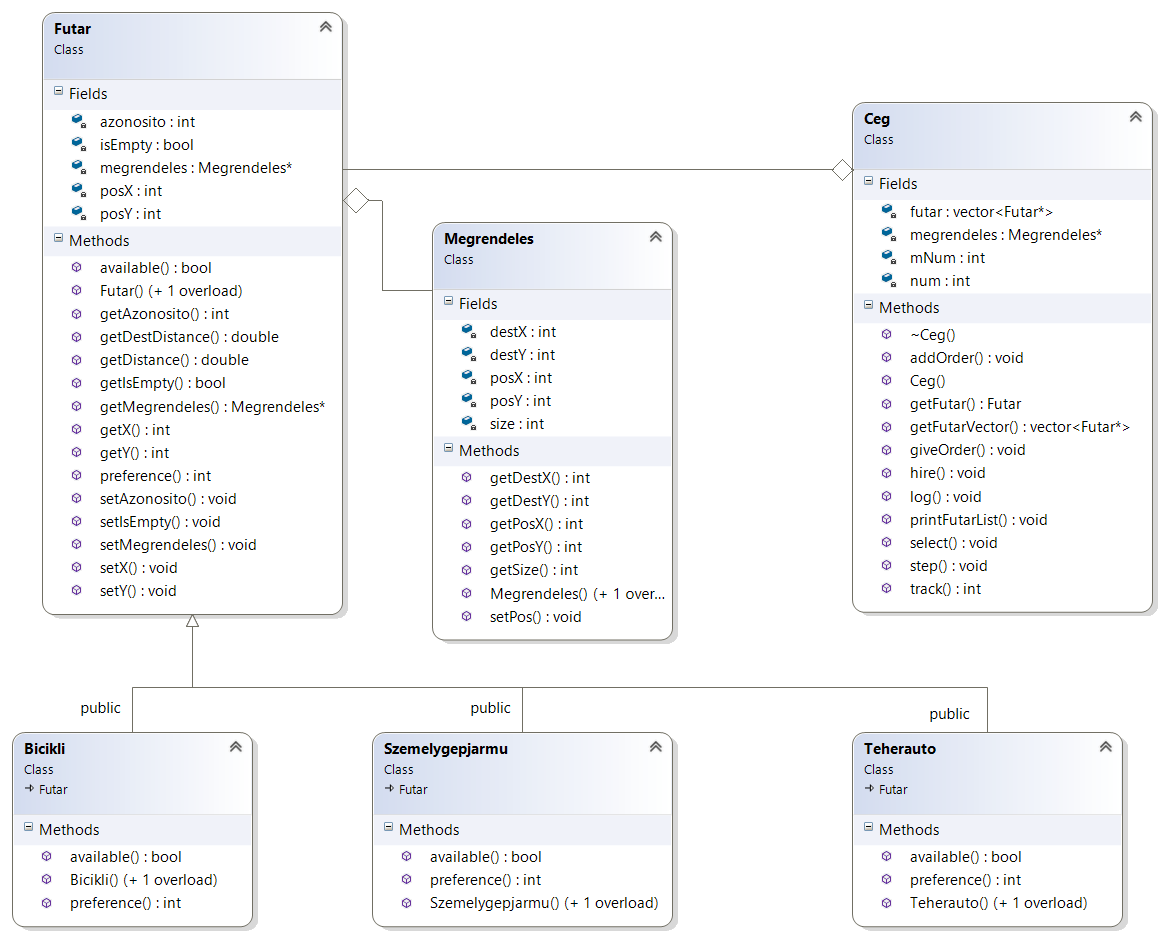 Futar
Class
Fields
azonosito : int
isEmpty : bool
megrendeles : Megrendeles*
posX : int
posY : int
Methods
available() : bool
Futar() (+ 1 overload)
getAzonosito() : int
getDestDistance() : double
getDistance() : double
getIsEmpty() : bool
getMegrendeles() : Megrendeles*
getX() : int
getY() : int
preference() : int
setAzonosito() : void
setIsEmpty() : void
setMegrendeles() : void
setX() : void
setY() : void
Megrendeles
Class
Fields
destX : int
destY : int
posX : int
posY : int
size : int
Methods
getDestX() : int
getDestY() : int
getPosX() : int
getPosY() : int
getSize() : int
Megrendeles() (+ 1 over...
setPos() : void
Ceg
Class
Fields
futar : vector<Futar*>
megrendeles : Megrendeles*
mNum : int
num : int
Methods
~Ceg()
addOrder() : void
Ceg()
getFutar() : Futar
getFutarVector() : vector<Futar*>
giveOrder() : void
hire() : void
log() : void
printFutarList() : void
select() : void
step() : void
track() : int
public
public
public
Bicikli
Class
Futar
Methods
available() : bool
Bicikli() (+ 1 overload)
preference() : int
Szemelygepjarmu
Class
Futar
Methods
available() : bool
preference() : int
Szemelygepjarmu() (+ 1 overload)
Teherauto
Class
Futar
Methods
available() : bool
preference() : int
Teherauto() (+ 1 overload)